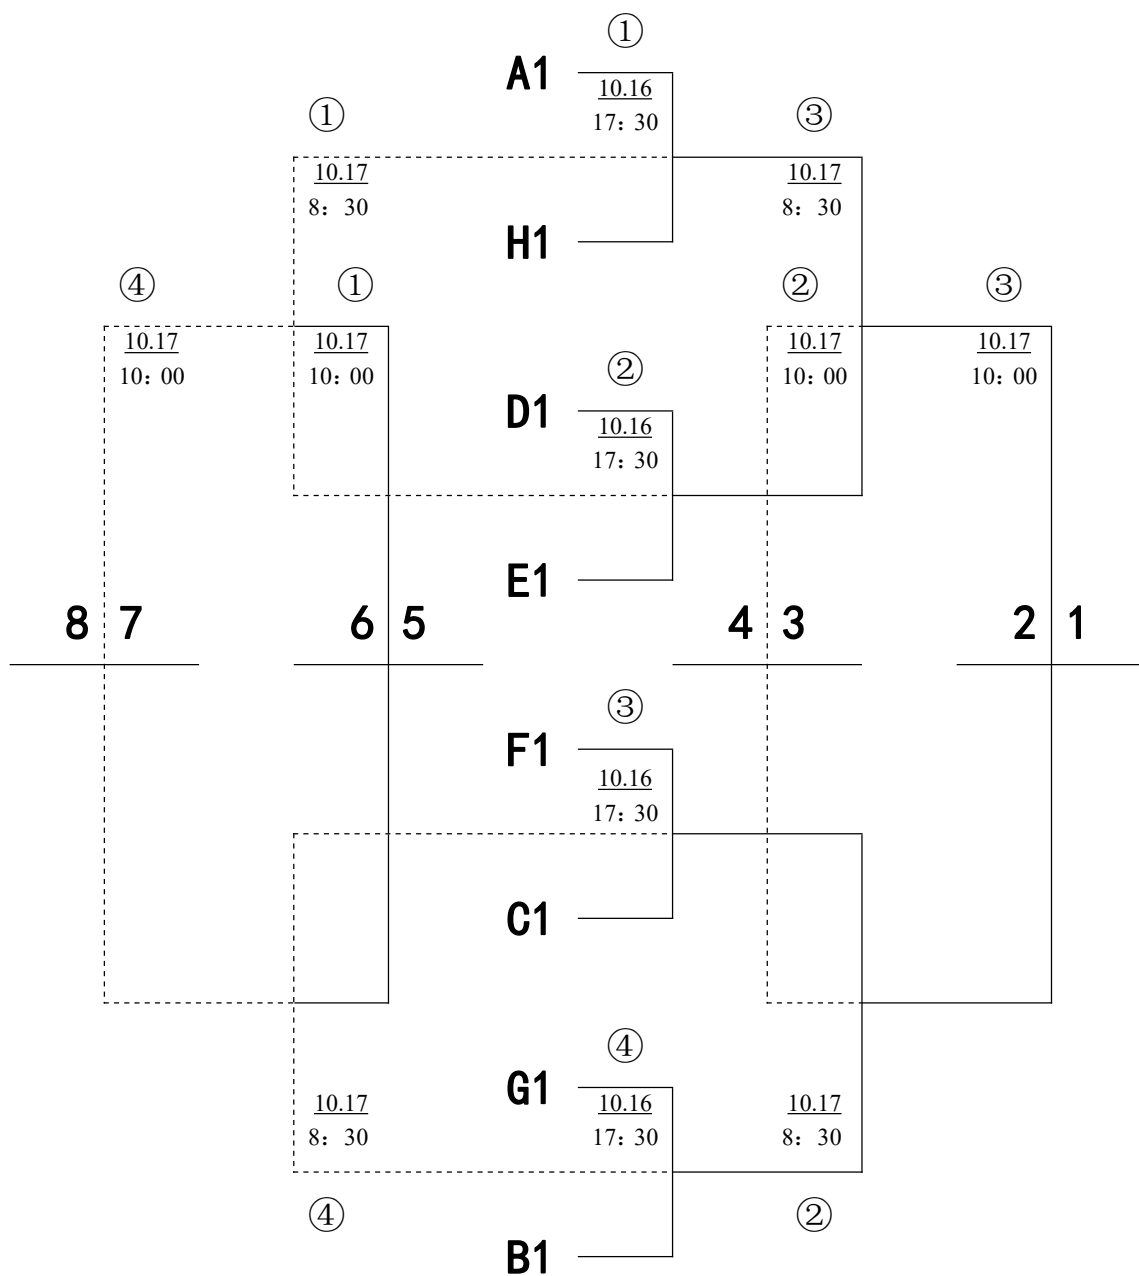 ①
A1
10.16
17: 30
① ③
10.17 10.17
8: 30 8: 30
H1
④ ① ② ③
10.17 10.17 10.17 10.17
10: 00 10: 00 10: 00 10: 00
②
D1
10.16
17: 30
E1
8 7 6 5 4 3 2 1
③
F1
10.16
17: 30
C1
④
G1
10.17 10.16 10.17
8: 30 17: 30 8: 30
④ ②
B1